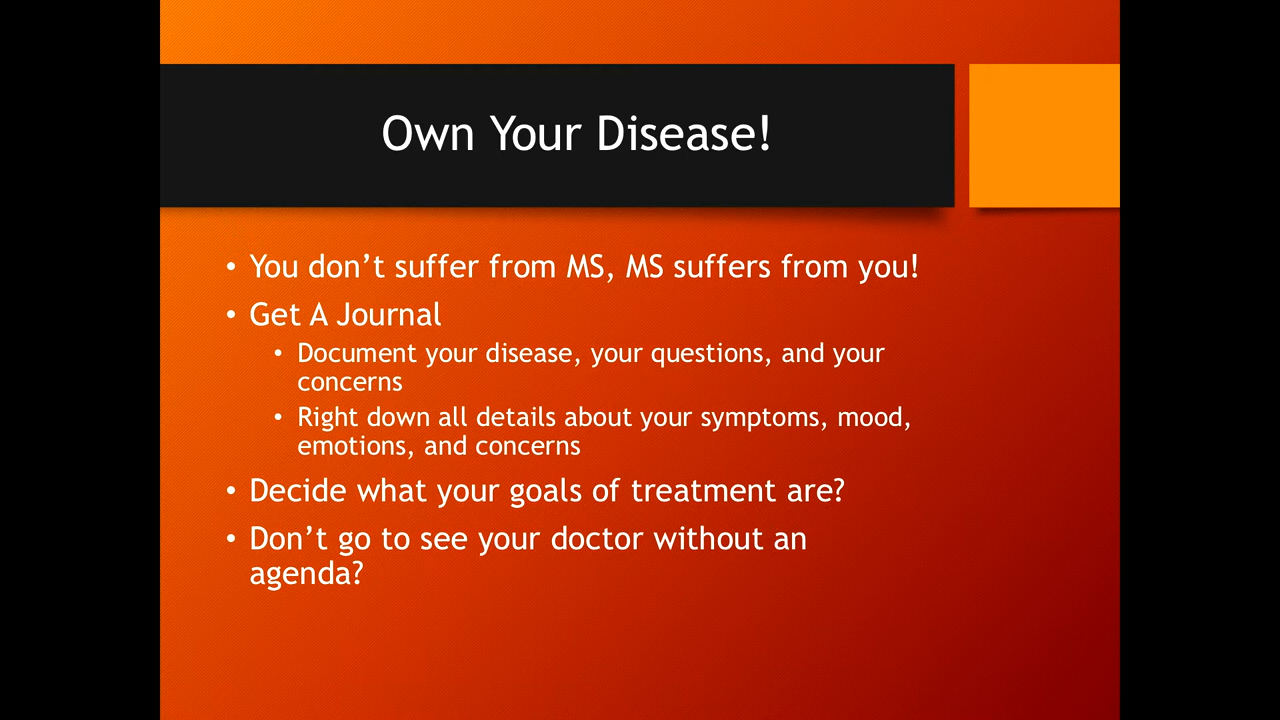 Own Your Disease!
• You don’t suffer from MS, MS suffers from you!
• Get A Journal
• Document your disease, your questions, and your
concerns
• Right down all details about your symptoms, mood,
emotions, and concerns
• Decide what your goals of treatment are?
• Don’t go to see your doctor without an
agenda?